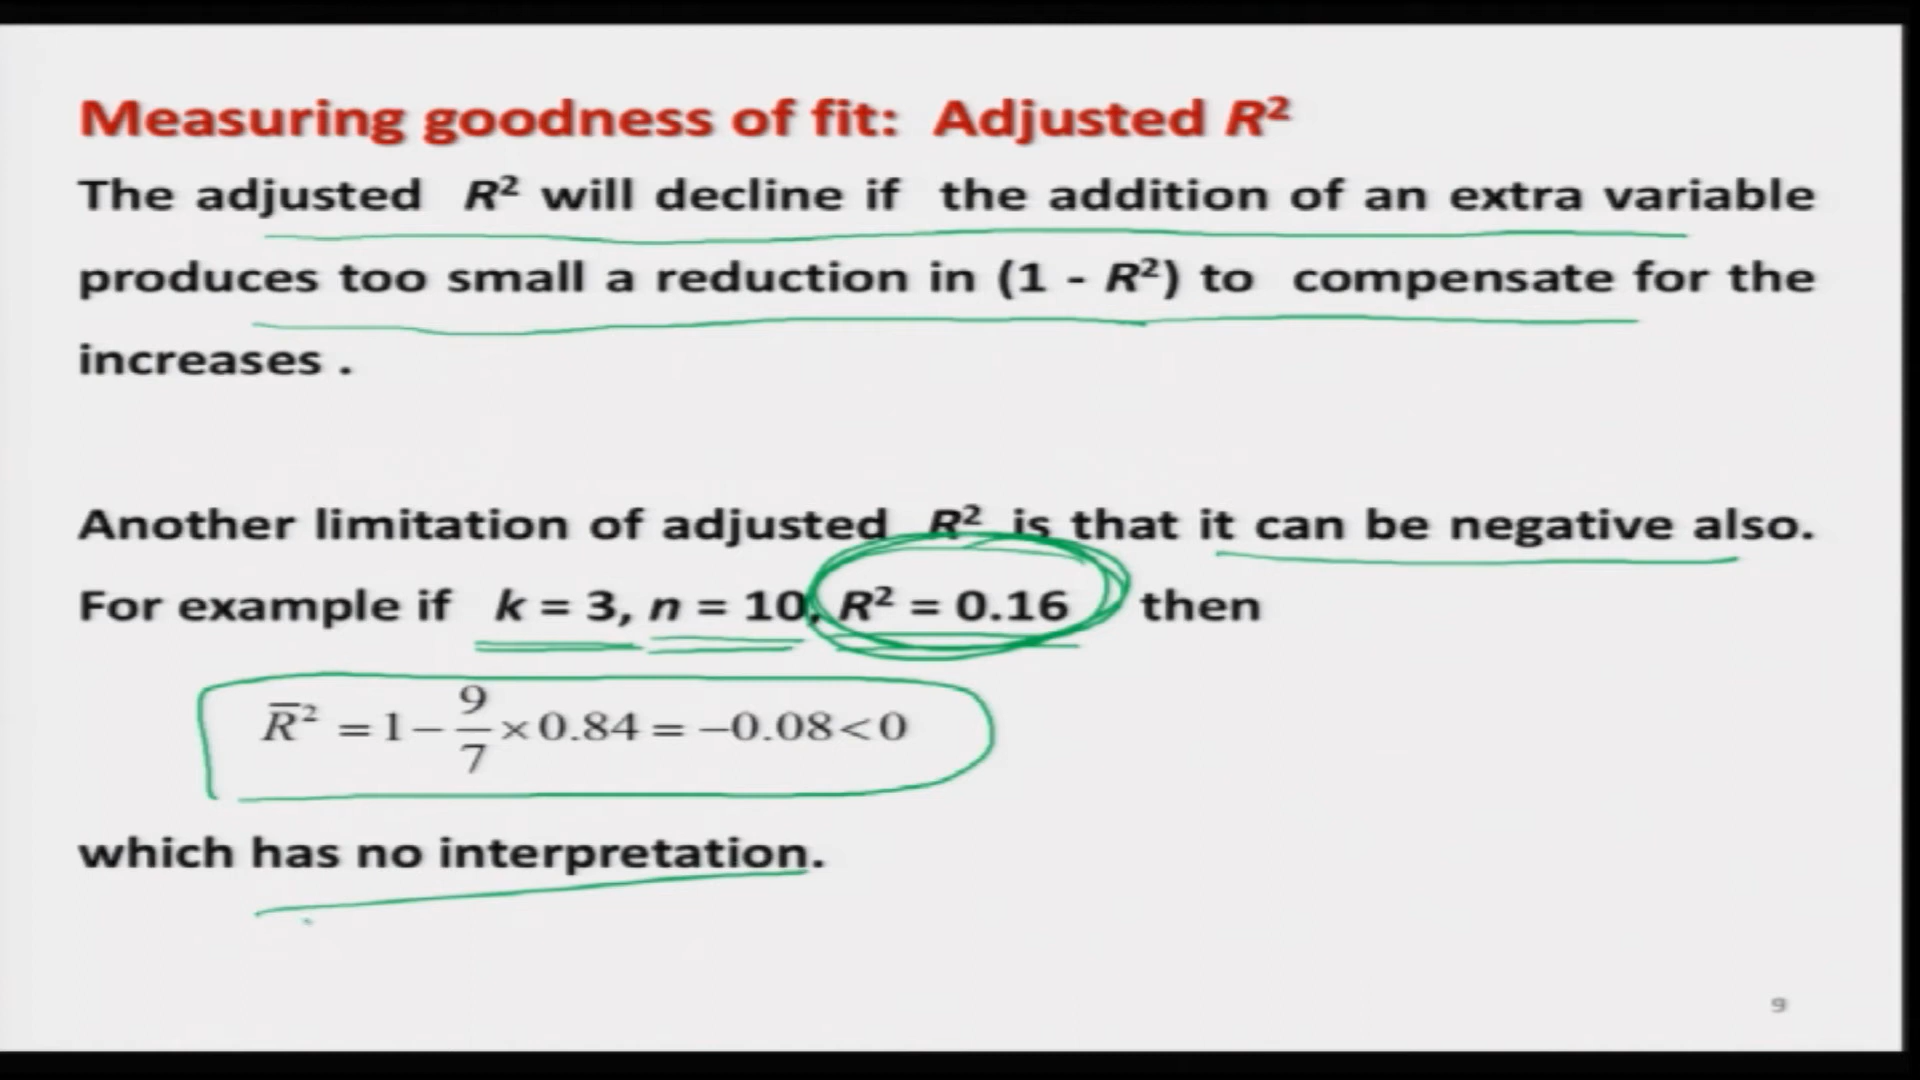 Measuring goodness of fit: Adjusted R²
The adjusted R² will decline if the addition of an extra variable
produces too small a reduction in (1 - R²) to compensate for the
increases .
Another limitation of adjusted R² is that it can be negative also.
For example if k = 3, n = 10, R² = 0.16 then
R̅² = 1 − 9/7 × 0.84 = −0.08 < 0
which has no interpretation.
9